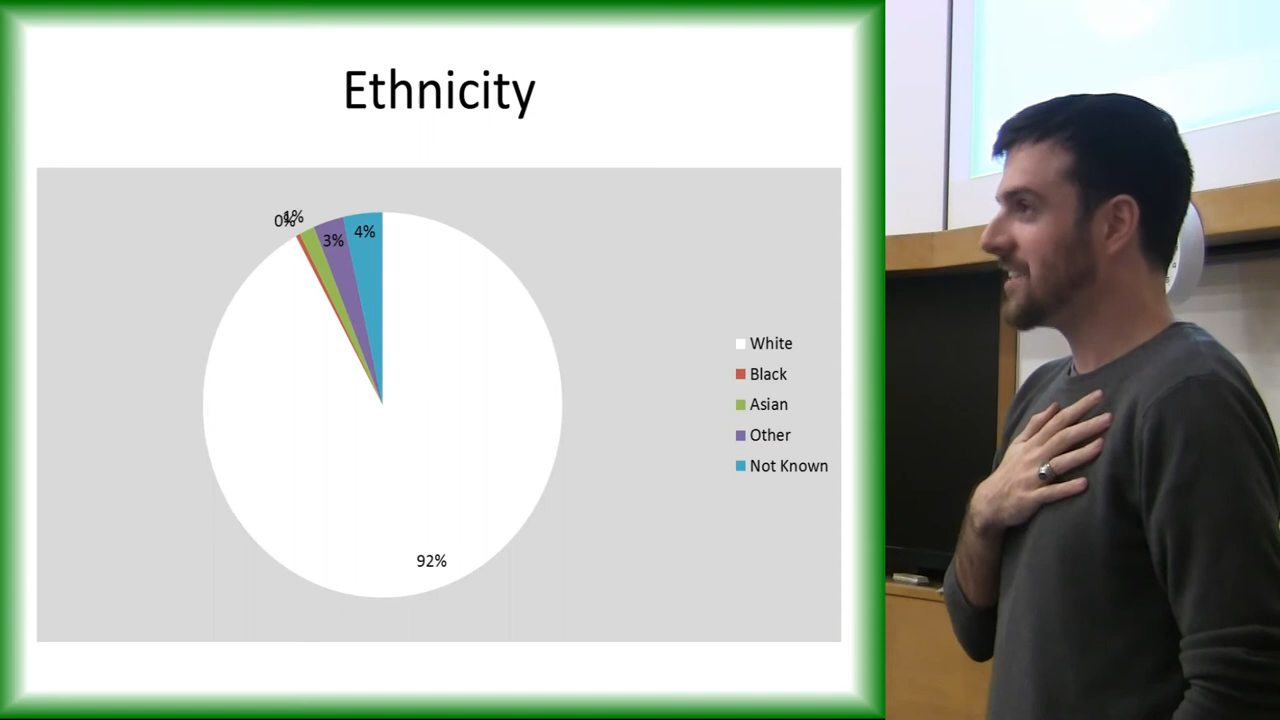 Ethnicity
0%
1%
3%
4%
White
Black
Asian
Other
Not Known
92%